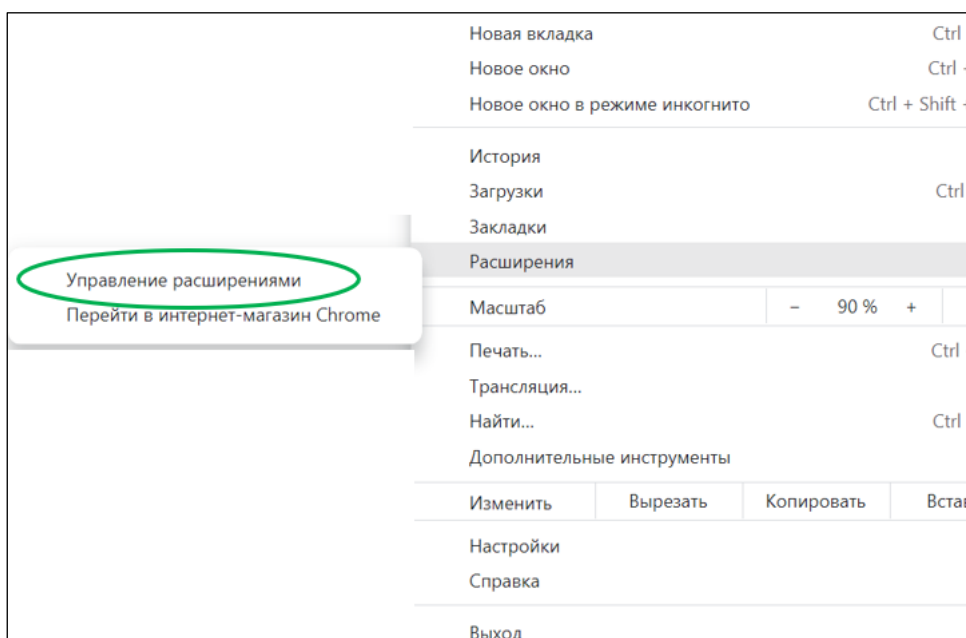 Новая вкладка Ctrl
Новое окно Ctrl +
Новое окно в режиме инкогнито Ctrl + Shift +
История
Загрузки Ctrl
Закладки
Расширения
Управление расширениями
Перейти в интернет-магазин Chrome
Масштаб − 90 % +
Печать... Ctrl
Трансляция...
Найти... Ctrl
Дополнительные инструменты
Изменить Вырезать Копировать Встав
Настройки
Справка
Выход